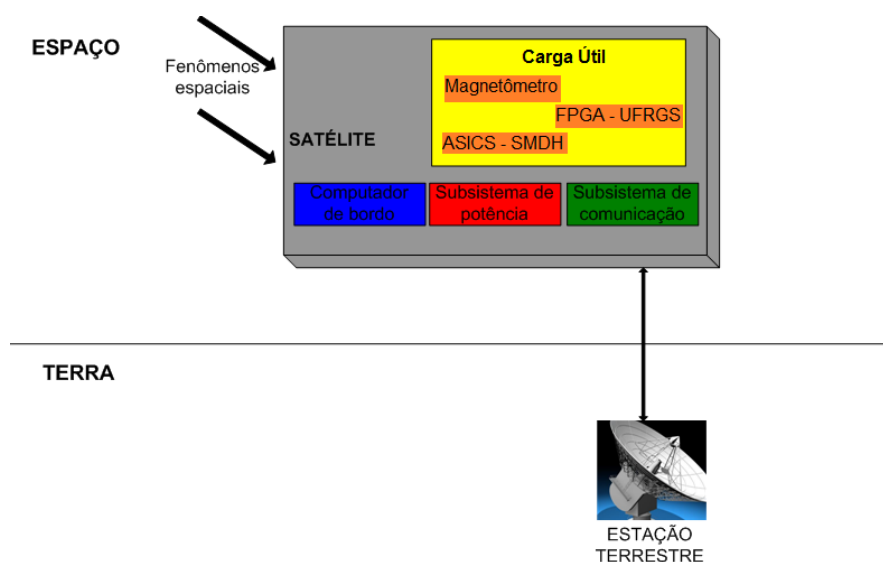 ESPAÇO
Fenômenos
espaciais
SATÉLITE
Carga Útil
Magnetômetro
FPGA - UFRGS
ASICS - SMDH
Computador
de bordo
Subsistema de
potência
Subsistema de
comunicação
TERRA
ESTAÇÃO
TERRESTRE